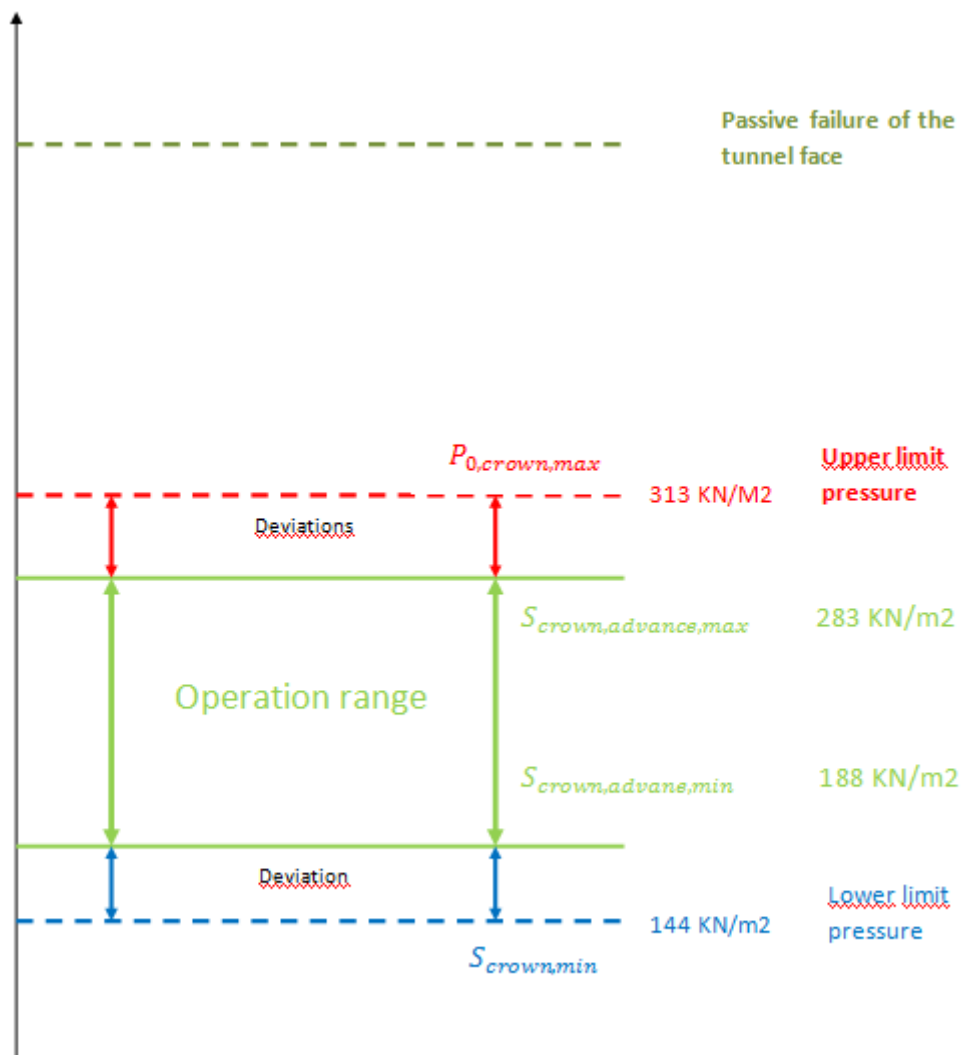 Passive failure of the
tunnel face
P0,crown,max
Upper limit
pressure
313 KN/M2
Deviations
Scrown,advance,max
283 KN/m2
Operation range
Scrown,advane,min
188 KN/m2
Deviation
Lower limit
pressure
144 KN/m2
Scrown,min